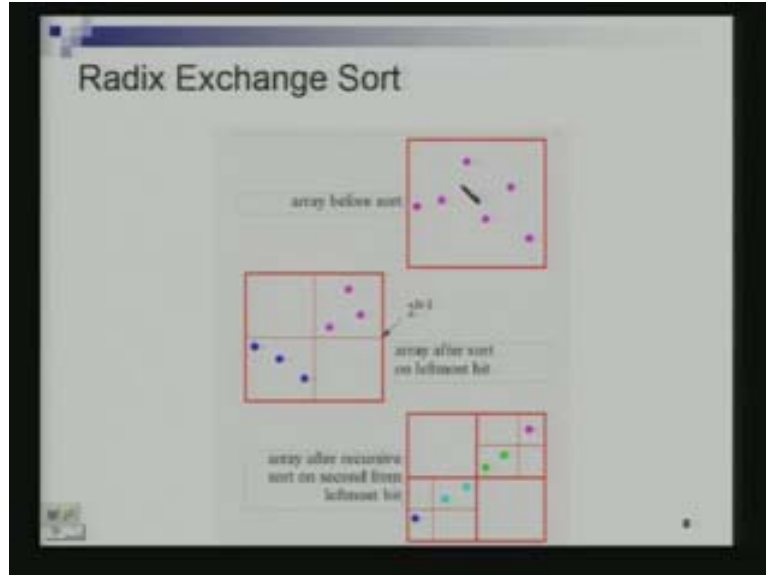 Radix Exchange Sort
array before sort
array after sort
on leftmost bit
array after recursive
sort on second from
leftmost bit